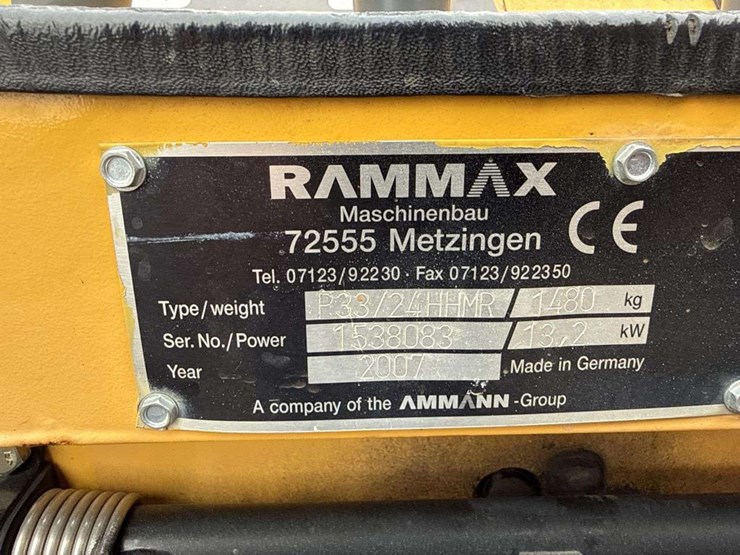 RAMMAX
Maschinenbau
72555 Metzingen CE
Tel. 07123/92230 · Fax 07123/922350
Type/weight P33/24HHMR / 1480 kg
Ser. No./Power 1538083 / 13,2 kW
Year 2007 Made in Germany
A company of the AMMANN-Group